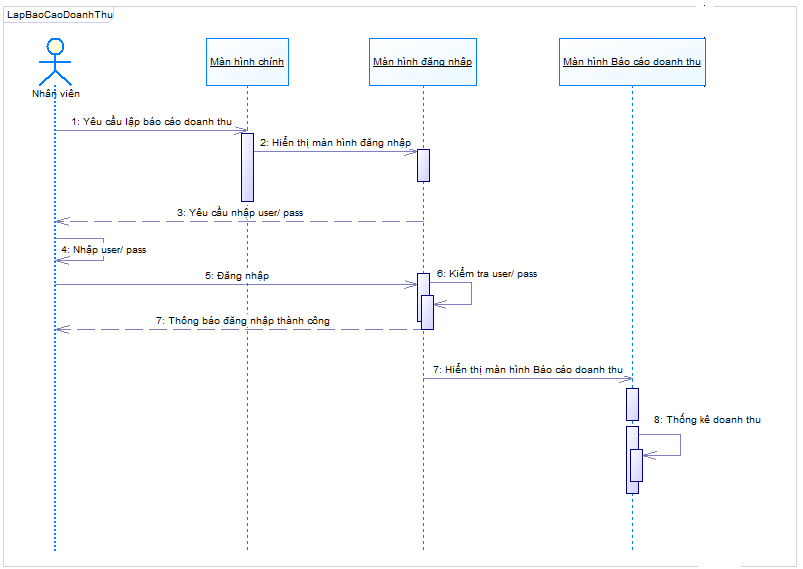 LapBaoCaoDoanhThu
Màn hình chính
Màn hình đăng nhập
Màn hình Báo cáo doanh thu
Nhân viên
1: Yêu cầu lập báo cáo doanh thu
2: Hiển thị màn hình đăng nhập
3: Yêu cầu nhập user/ pass
4: Nhập user/ pass
5: Đăng nhập
6: Kiểm tra user/ pass
7: Thông báo đăng nhập thành công
7: Hiển thị màn hình Báo cáo doanh thu
8: Thống kê doanh thu